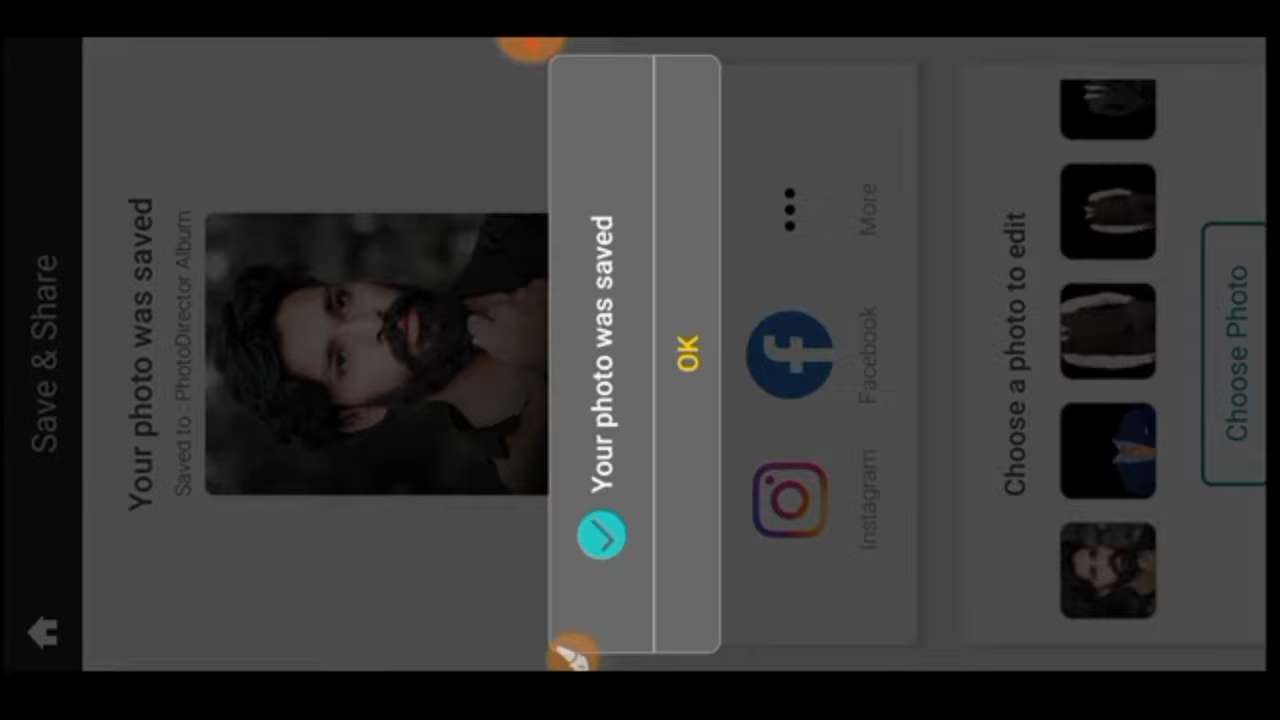 Save & Share
Your photo was saved
Saved to : PhotoDirector Album
Your photo was saved
OK
Instagram
Facebook
More
Choose a photo to edit
Choose Photo